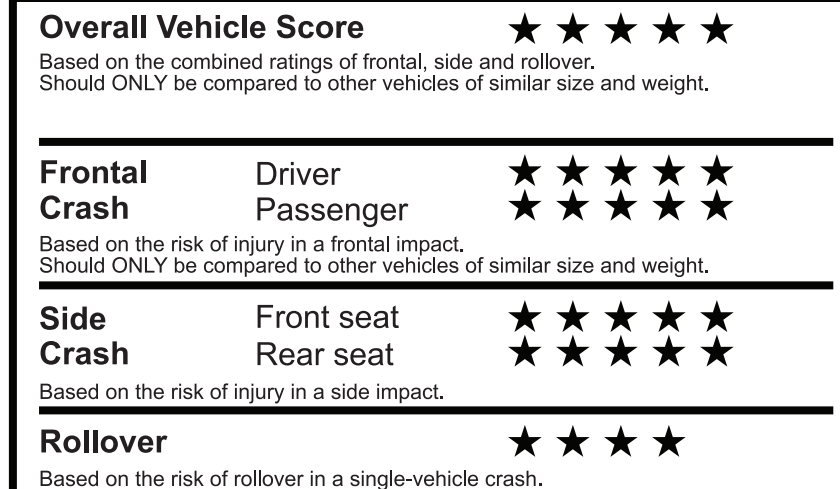 Overall Vehicle Score ★ ★ ★ ★ ★
Based on the combined ratings of frontal, side and rollover.
Should ONLY be compared to other vehicles of similar size and weight.
Frontal Driver ★ ★ ★ ★ ★
Crash Passenger ★ ★ ★ ★ ★
Based on the risk of injury in a frontal impact.
Should ONLY be compared to other vehicles of similar size and weight.
Side Front seat ★ ★ ★ ★ ★
Crash Rear seat ★ ★ ★ ★ ★
Based on the risk of injury in a side impact.
Rollover ★ ★ ★ ★
Based on the risk of rollover in a single-vehicle crash.